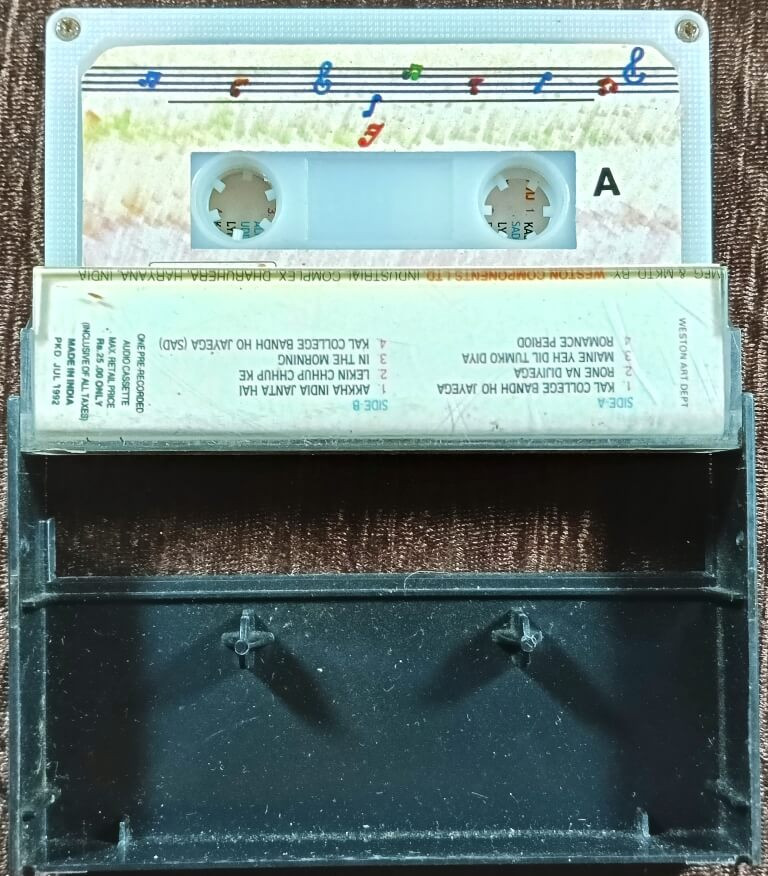 A
MFG & MKTD BY WESTON COMPONENTS LTD INDUSTRIAL COMPLEX DHARUHERA, HARYANA, INDIA
WESTON ART DEPT
SIDE-A
1. KAL COLLEGE BANDH HO JAYEGA
2. RONE NA DIJYEGA
3. MAINE YEH DIL TUMKO DIYA
4. ROMANCE PERIOD
SIDE-B
1. AKKHA INDIA JANTA HAI
2. LEKIN CHHUP CHHUP KE
3. IN THE MORNING
4. KAL COLLEGE BANDH HO JAYEGA (SAD)
ONE PRE-RECORDED
AUDIO CASSETTE
MAX. RETAIL PRICE
Rs.25.00 ONLY
(INCLUSIVE OF ALL TAXES)
MADE IN INDIA
PKD JUL 1992